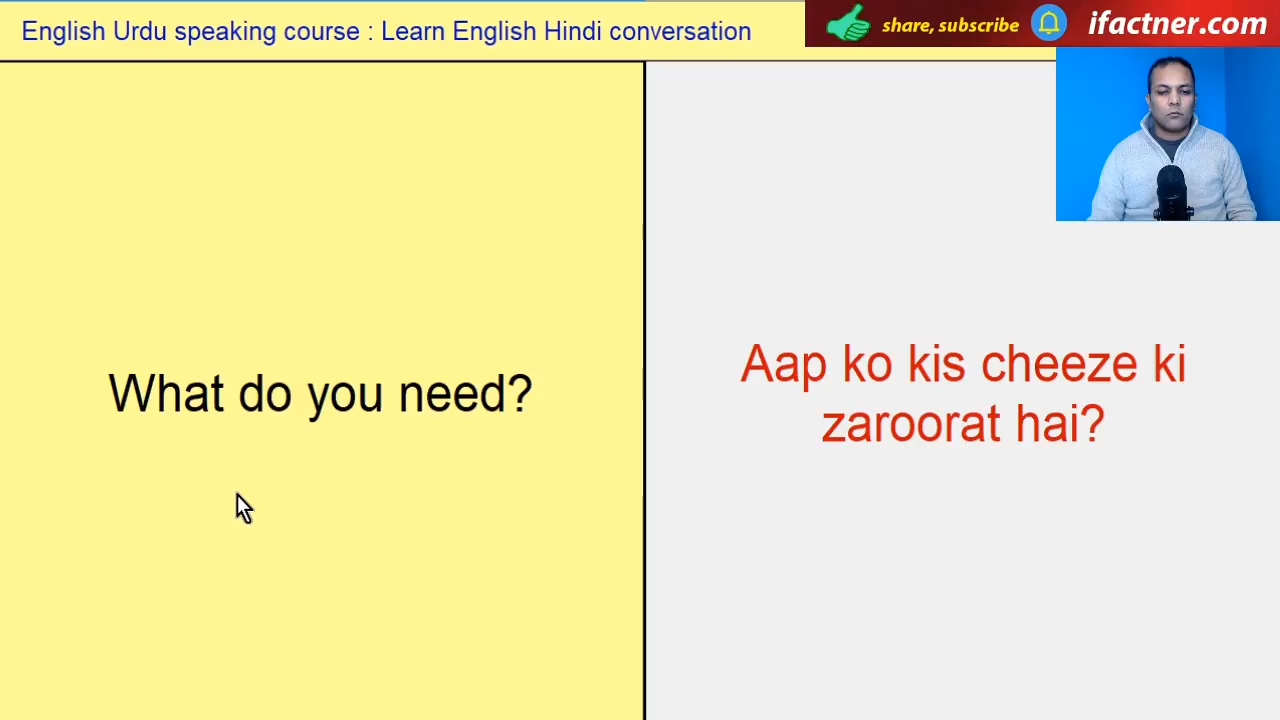 English Urdu speaking course : Learn English Hindi conversation
share, subscribe
ifactner.com
What do you need?
Aap ko kis cheeze ki
zaroorat hai?